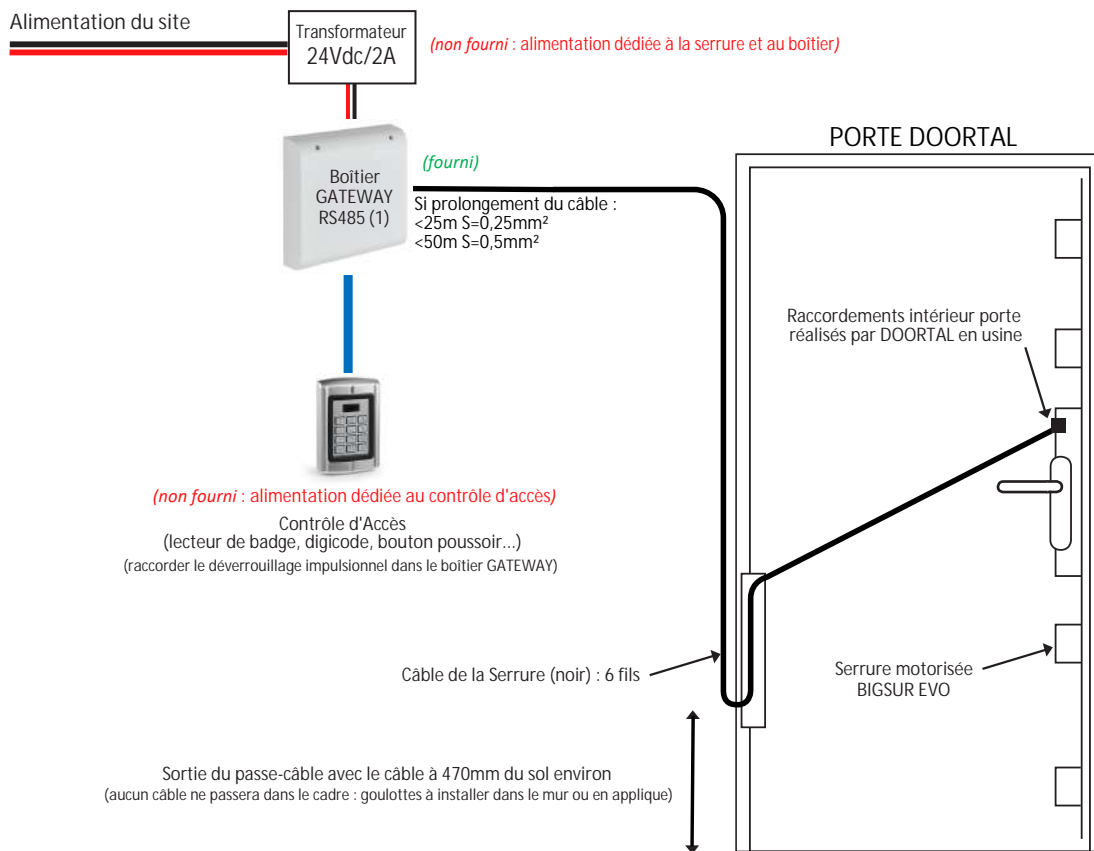 Alimentation du site
Transformateur
24Vdc/2A
(non fourni : alimentation dédiée à la serrure et au boîtier)
PORTE DOORTAL
Boîtier
GATEWAY
RS485 (1)
(fourni)
Si prolongement du câble :
<25m S=0,25mm²
<50m S=0,5mm²
Raccordements intérieur porte
réalisés par DOORTAL en usine
(non fourni : alimentation dédiée au contrôle d'accès)
Contrôle d'Accès
(lecteur de badge, digicode, bouton poussoir...)
(raccorder le déverrouillage impulsionnel dans le boîtier GATEWAY)
Câble de la Serrure (noir) : 6 fils
Serrure motorisée
BIGSUR EVO
Sortie du passe-câble avec le câble à 470mm du sol environ
(aucun câble ne passera dans le cadre : goulottes à installer dans le mur ou en applique)